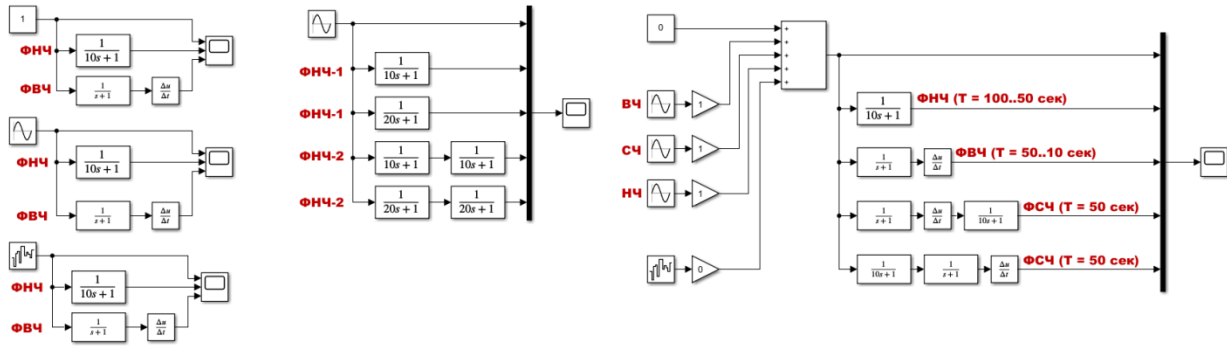 1
ФНЧ
1
10s + 1
ФВЧ
1
s + 1
Δu
Δt
ФНЧ
1
10s + 1
ФВЧ
1
s + 1
Δu
Δt
ФНЧ
1
10s + 1
ФВЧ
1
s + 1
Δu
Δt
ФНЧ-1
1
10s + 1
ФНЧ-1
1
20s + 1
ФНЧ-2
1
10s + 1
1
10s + 1
ФНЧ-2
1
20s + 1
1
20s + 1
0
+
+
+
+
+
ВЧ
1
СЧ
1
НЧ
1
0
ФНЧ (T = 100..50 сек)
1
10s + 1
ФВЧ (T = 50..10 сек)
1
s + 1
Δu
Δt
ФСЧ (T = 50 сек)
1
s + 1
Δu
Δt
1
10s + 1
ФСЧ (T = 50 сек)
1
10s + 1
1
s + 1
Δu
Δt